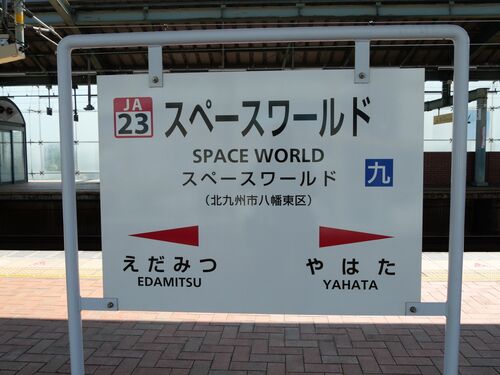 JA
23
スペースワールド
SPACE WORLD
スペースワールド
九
（北九州市八幡東区）
えだみつ
EDAMITSU
やはた
YAHATA